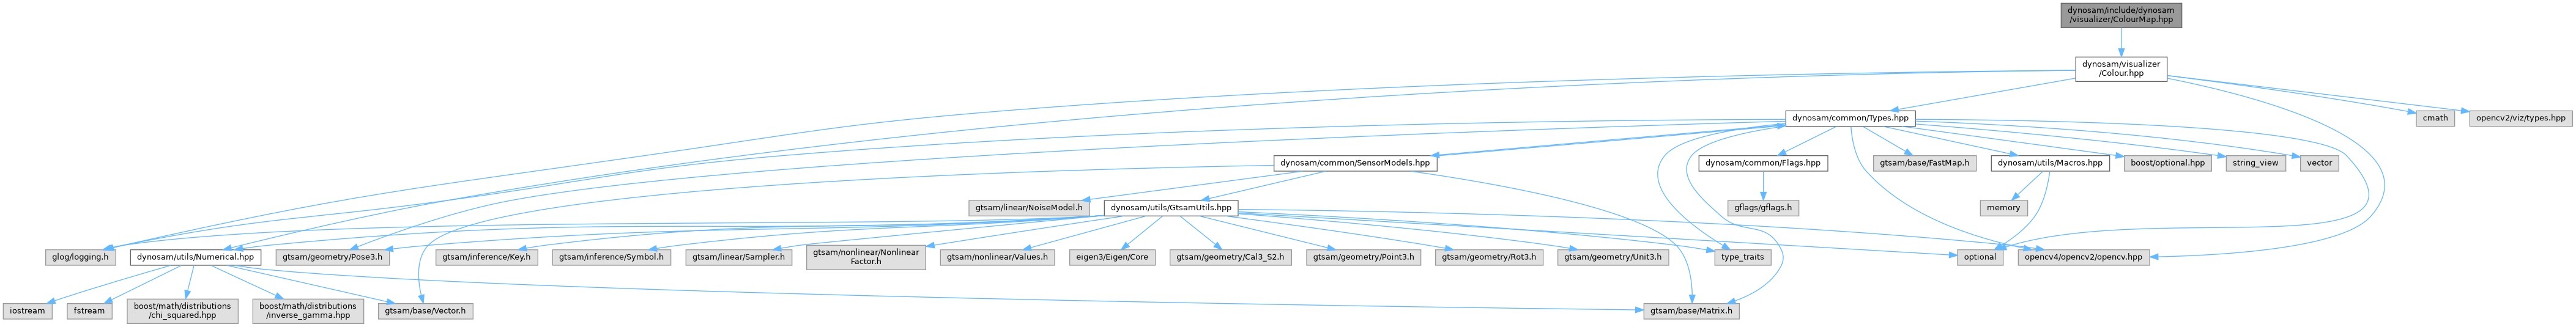 dynosam/include/dynosam
/visualizer/ColourMap.hpp
dynosam/visualizer
/Colour.hpp
dynosam/common/Types.hpp
cmath
opencv2/viz/types.hpp
dynosam/common/SensorModels.hpp
dynosam/common/Flags.hpp
gtsam/base/FastMap.h
dynosam/utils/Macros.hpp
boost/optional.hpp
string_view
vector
gtsam/linear/NoiseModel.h
dynosam/utils/GtsamUtils.hpp
gflags/gflags.h
memory
glog/logging.h
dynosam/utils/Numerical.hpp
gtsam/geometry/Pose3.h
gtsam/inference/Key.h
gtsam/inference/Symbol.h
gtsam/linear/Sampler.h
gtsam/nonlinear/Nonlinear
Factor.h
gtsam/nonlinear/Values.h
eigen3/Eigen/Core
gtsam/geometry/Cal3_S2.h
gtsam/geometry/Point3.h
gtsam/geometry/Rot3.h
gtsam/geometry/Unit3.h
type_traits
optional
opencv4/opencv2/opencv.hpp
iostream
fstream
boost/math/distributions
/chi_squared.hpp
boost/math/distributions
/inverse_gamma.hpp
gtsam/base/Vector.h
gtsam/base/Matrix.h